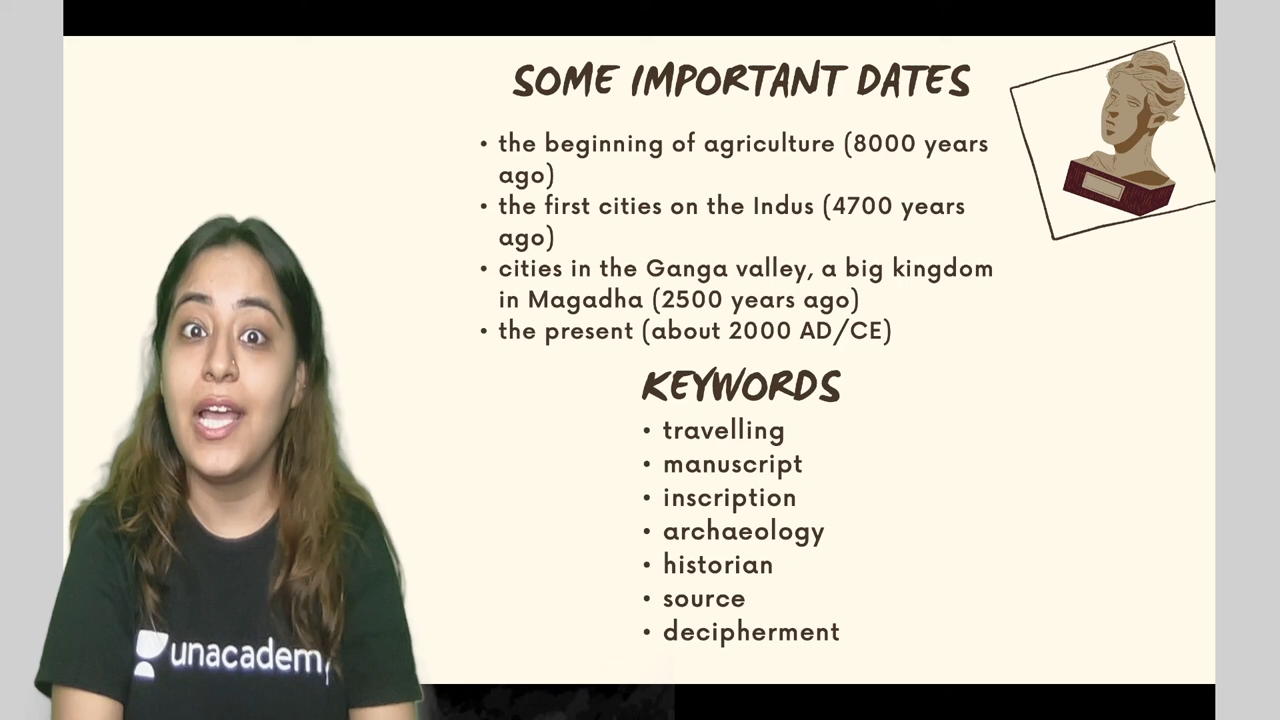 SOME IMPORTANT DATES
• the beginning of agriculture (8000 years
ago)
• the first cities on the Indus (4700 years
ago)
• cities in the Ganga valley, a big kingdom
in Magadha (2500 years ago)
• the present (about 2000 AD/CE)
KEYWORDS
• travelling
• manuscript
• inscription
• archaeology
• historian
• source
• decipherment
unacademy